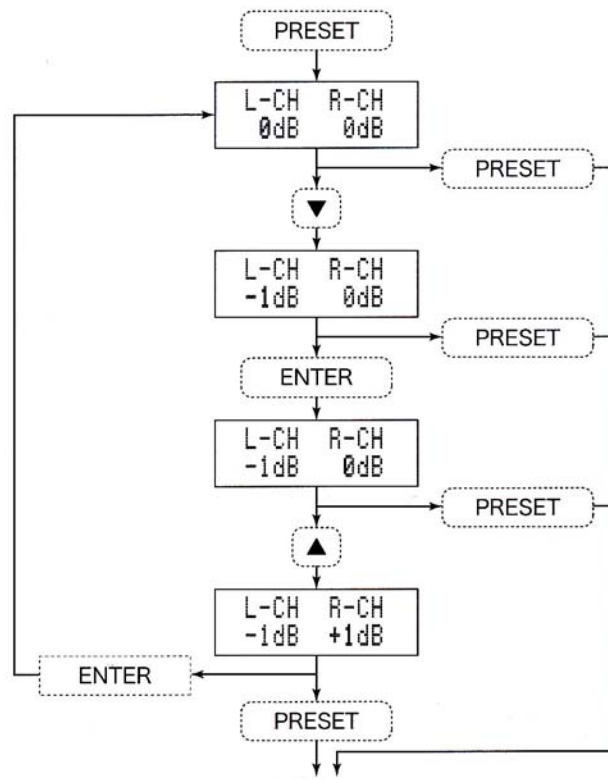 PRESET
L-CH R-CH
0dB 0dB
PRESET
▼
L-CH R-CH
-1dB 0dB
PRESET
ENTER
L-CH R-CH
-1dB 0dB
PRESET
▲
L-CH R-CH
-1dB +1dB
ENTER
PRESET